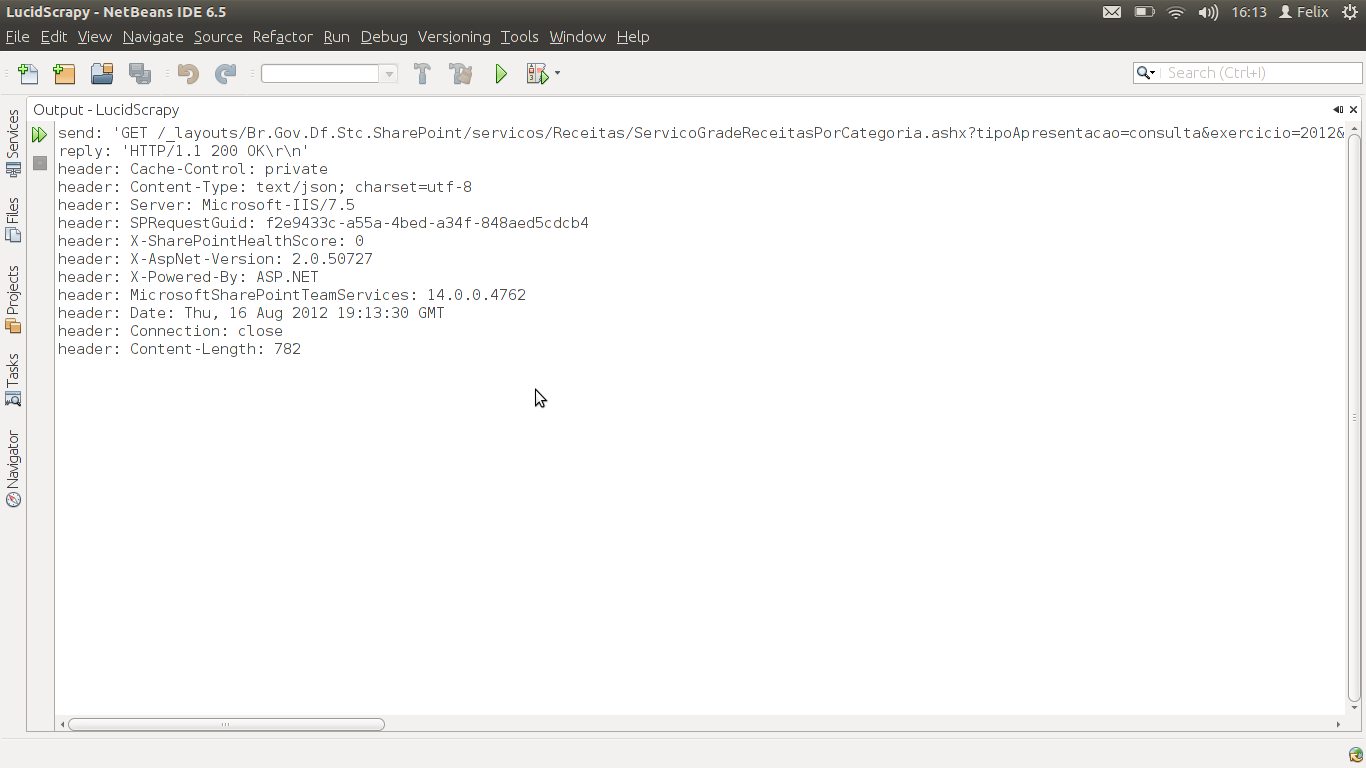 LucidScrapy - NetBeans IDE 6.5
16:13 Felix
File Edit View Navigate Source Refactor Run Debug Versioning Tools Window Help
Search (Ctrl+I)
Output - LucidScrapy
Services
Files
Projects
Tasks
Navigator
send: 'GET /_layouts/Br.Gov.Df.Stc.SharePoint/servicos/Receitas/ServicoGradeReceitasPorCategoria.ashx?tipoApresentacao=consulta&exercicio=2012&
reply: 'HTTP/1.1 200 OK\r\n'
header: Cache-Control: private
header: Content-Type: text/json; charset=utf-8
header: Server: Microsoft-IIS/7.5
header: SPRequestGuid: f2e9433c-a55a-4bed-a34f-848aed5cdcb4
header: X-SharePointHealthScore: 0
header: X-AspNet-Version: 2.0.50727
header: X-Powered-By: ASP.NET
header: MicrosoftSharePointTeamServices: 14.0.0.4762
header: Date: Thu, 16 Aug 2012 19:13:30 GMT
header: Connection: close
header: Content-Length: 782